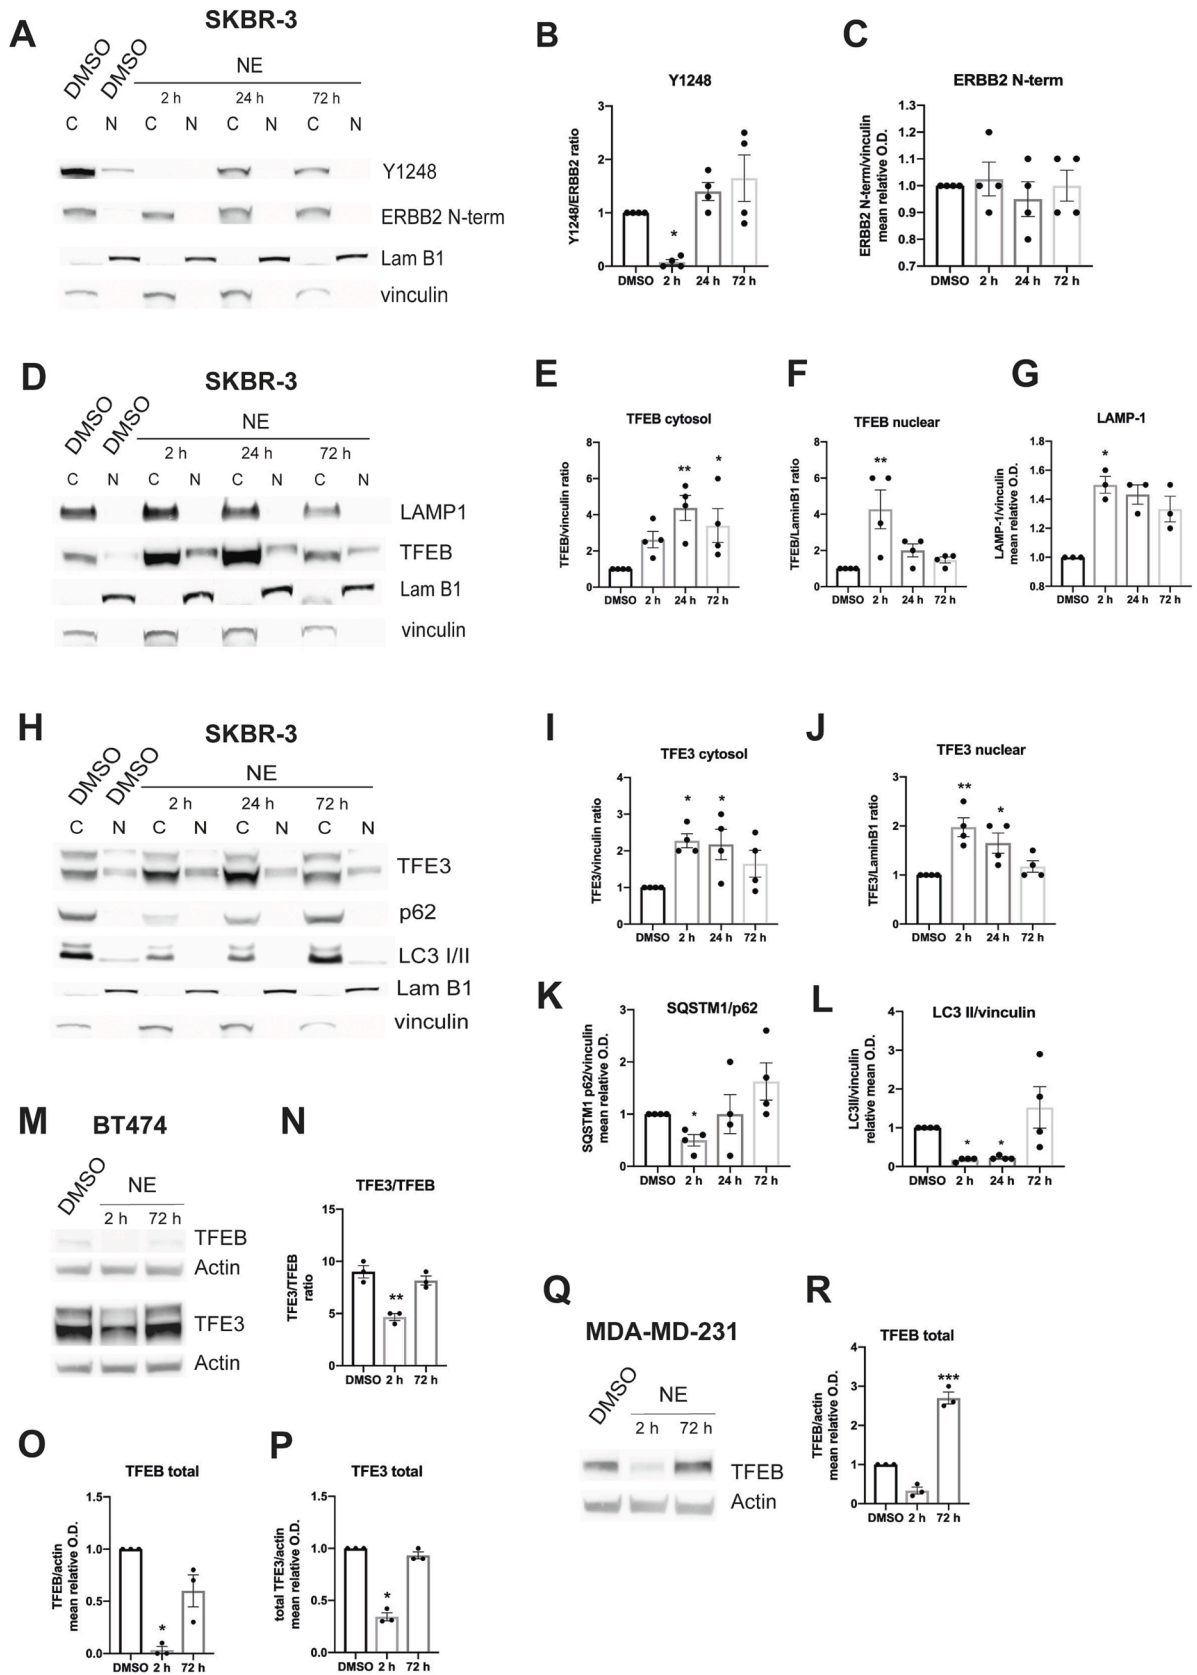 A
SKBR-3
DMSO
DMSO
NE
2 h
24 h
72 h
C N C N C N C N
Y1248
ERBB2 N-term
Lam B1
vinculin
B
Y1248
Y1248/ERBB2 ratio
3
2
1
0
*
DMSO 2 h 24 h 72 h
C
ERBB2 N-term
ERBB2 N-term/vinculin
mean relative O.D.
1.3
1.2
1.1
1.0
0.9
0.8
0.7
DMSO 2 h 24 h 72 h
D
SKBR-3
DMSO
DMSO
NE
2 h
24 h
72 h
C N C N C N C N
LAMP1
TFEB
Lam B1
vinculin
E
TFEB cytosol
TFEB/vinculin ratio
8
6
4
2
0
** *
DMSO 2 h 24 h 72 h
F
TFEB nuclear
TFEB/LaminB1 ratio
8
6
4
2
0
**
DMSO 2 h 24 h 72 h
G
LAMP-1
LAMP-1/vinculin
mean relative O.D.
1.8
1.6
1.4
1.2
1.0
0.8
*
DMSO 2 h 24 h 72 h
H
SKBR-3
DMSO
DMSO
NE
2 h
24 h
72 h
C N C N C N C N
TFE3
p62
LC3 I/II
Lam B1
vinculin
I
TFE3 cytosol
TFE3/vinculin ratio
4
3
2
1
0
* *
DMSO 2 h 24 h 72 h
J
TFE3 nuclear
TFE3/LaminB1 ratio
3
2
1
0
** *
DMSO 2 h 24 h 72 h
K
SQSTM1/p62
SQSTM1 p62/vinculin
mean relative O.D.
3
2
1
0
*
DMSO 2 h 24 h 72 h
L
LC3 II/vinculin
LC3II/vinculin
relative mean O.D.
4
3
2
1
0
* *
DMSO 2 h 24 h 72 h
M
BT474
DMSO
NE
2 h 72 h
TFEB
Actin
TFE3
Actin
N
TFE3/TFEB
TFE3/TFEB
ratio
15
10
5
0
**
DMSO 2 h 72 h
O
TFEB total
TFEB/actin
mean relative O.D.
1.5
1.0
0.5
0.0
*
DMSO 2 h 72 h
P
TFE3 total
total TFE3/actin
mean relative O.D.
1.5
1.0
0.5
0.0
*
DMSO 2 h 72 h
Q
MDA-MD-231
DMSO
NE
2 h 72 h
TFEB
Actin
R
TFEB total
TFEB/actin
mean relative O.D.
4
3
2
1
0
***
DMSO 2 h 72 h